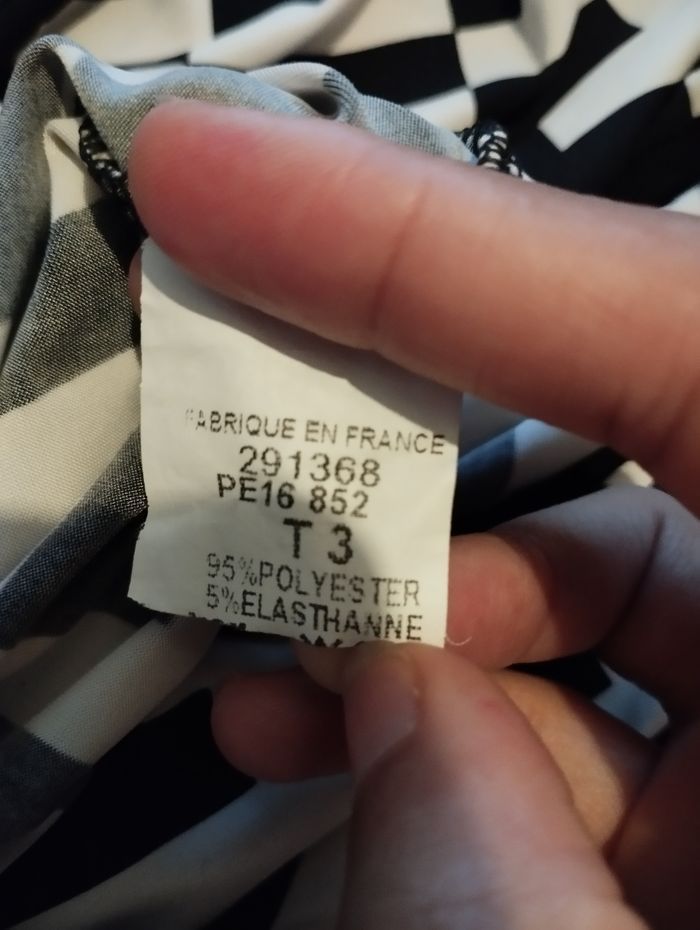 FABRIQUE EN FRANCE
291368
PE16 852
T 3
95%POLYESTER
5%ELASTHANNE